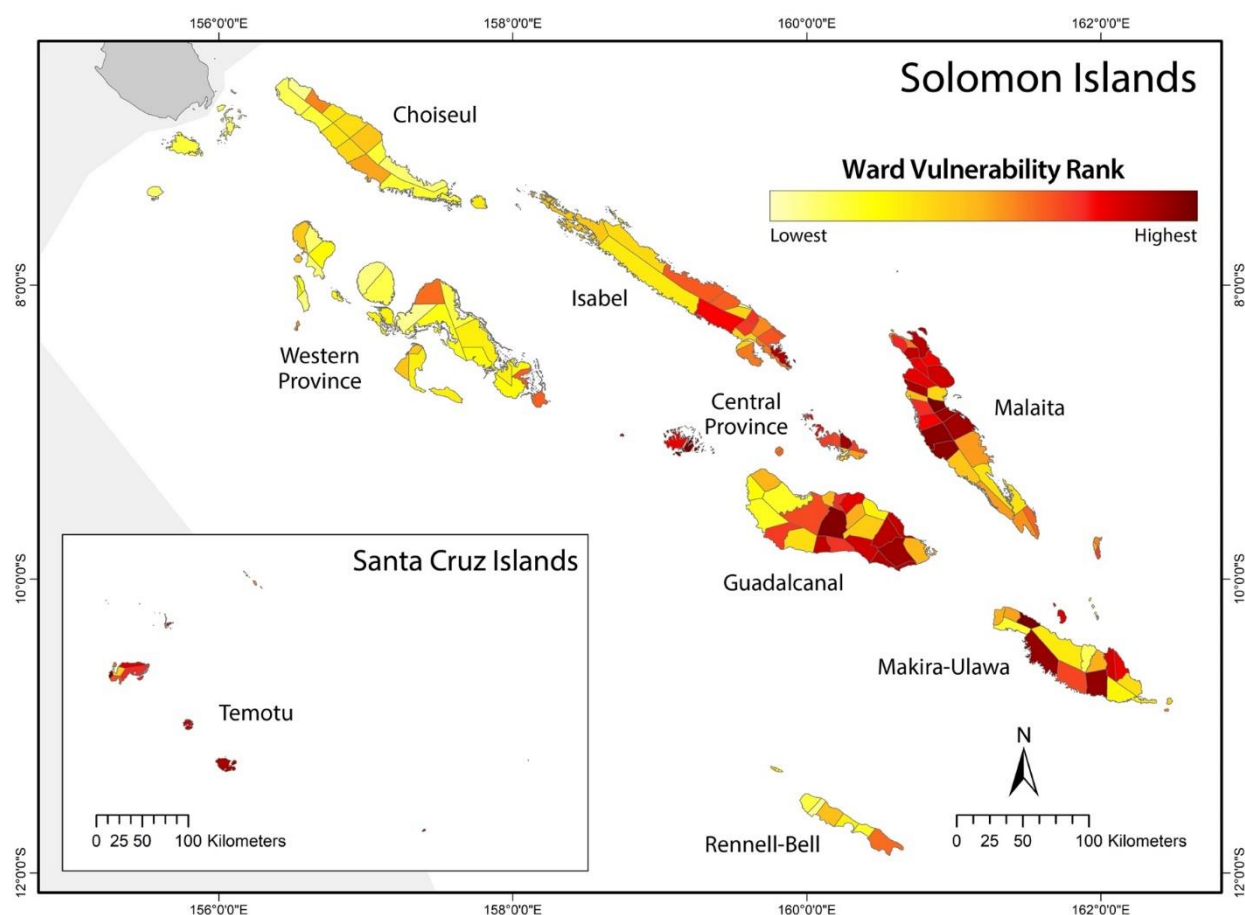 156°0'0"E 158°0'0"E 160°0'0"E 162°0'0"E
Solomon Islands
Choiseul
Ward Vulnerability Rank
Lowest Highest
8°0'0"S 8°0'0"S
Isabel
Western
Province
Central
Province
Malaita
Santa Cruz Islands
Guadalcanal
10°0'0"S 10°0'0"S
Makira-Ulawa
Temotu
N
Rennell-Bell
0 25 50 100 Kilometers
0 25 50 100 Kilometers
12°0'0"S 12°0'0"S
156°0'0"E 158°0'0"E 160°0'0"E 162°0'0"E